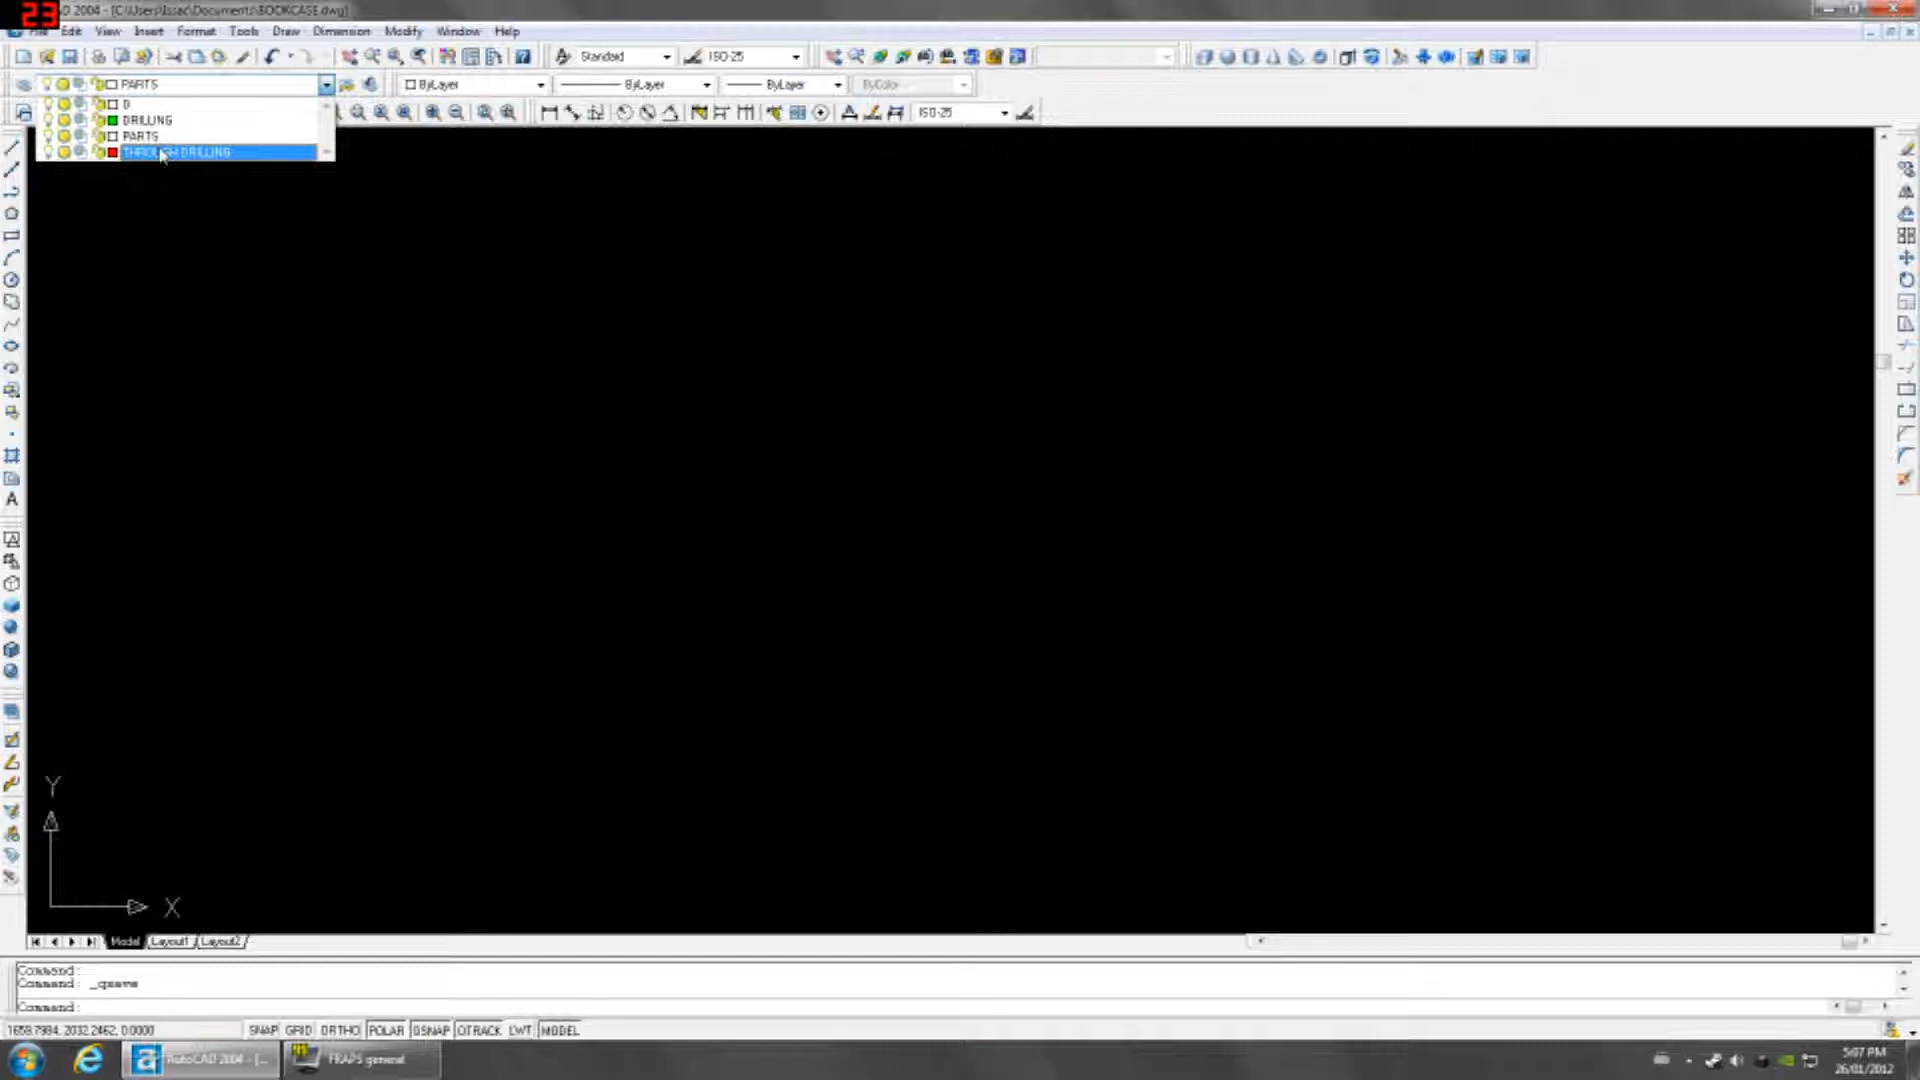 23
D 2004 - [C:\Users\Issac\Documents\BOOKCASE.dwg]
File Edit View Insert Format Tools Draw Dimension Modify Window Help
Standard ISO-25
PARTS ByLayer ByLayer ByLayer ByColor
0
DRILLING
PARTS
THROUGH DRILLING
ISO-25
A
Y
X
Model Layout1 Layout2
Command:
Command: _qsave
Command:
1658.7984, 2032.2462, 0.0000 SNAP GRID ORTHO POLAR OSNAP OTRACK LWT MODEL
AutoCAD 2004 - [... FRAPS general
5:07 PM
26/01/2012